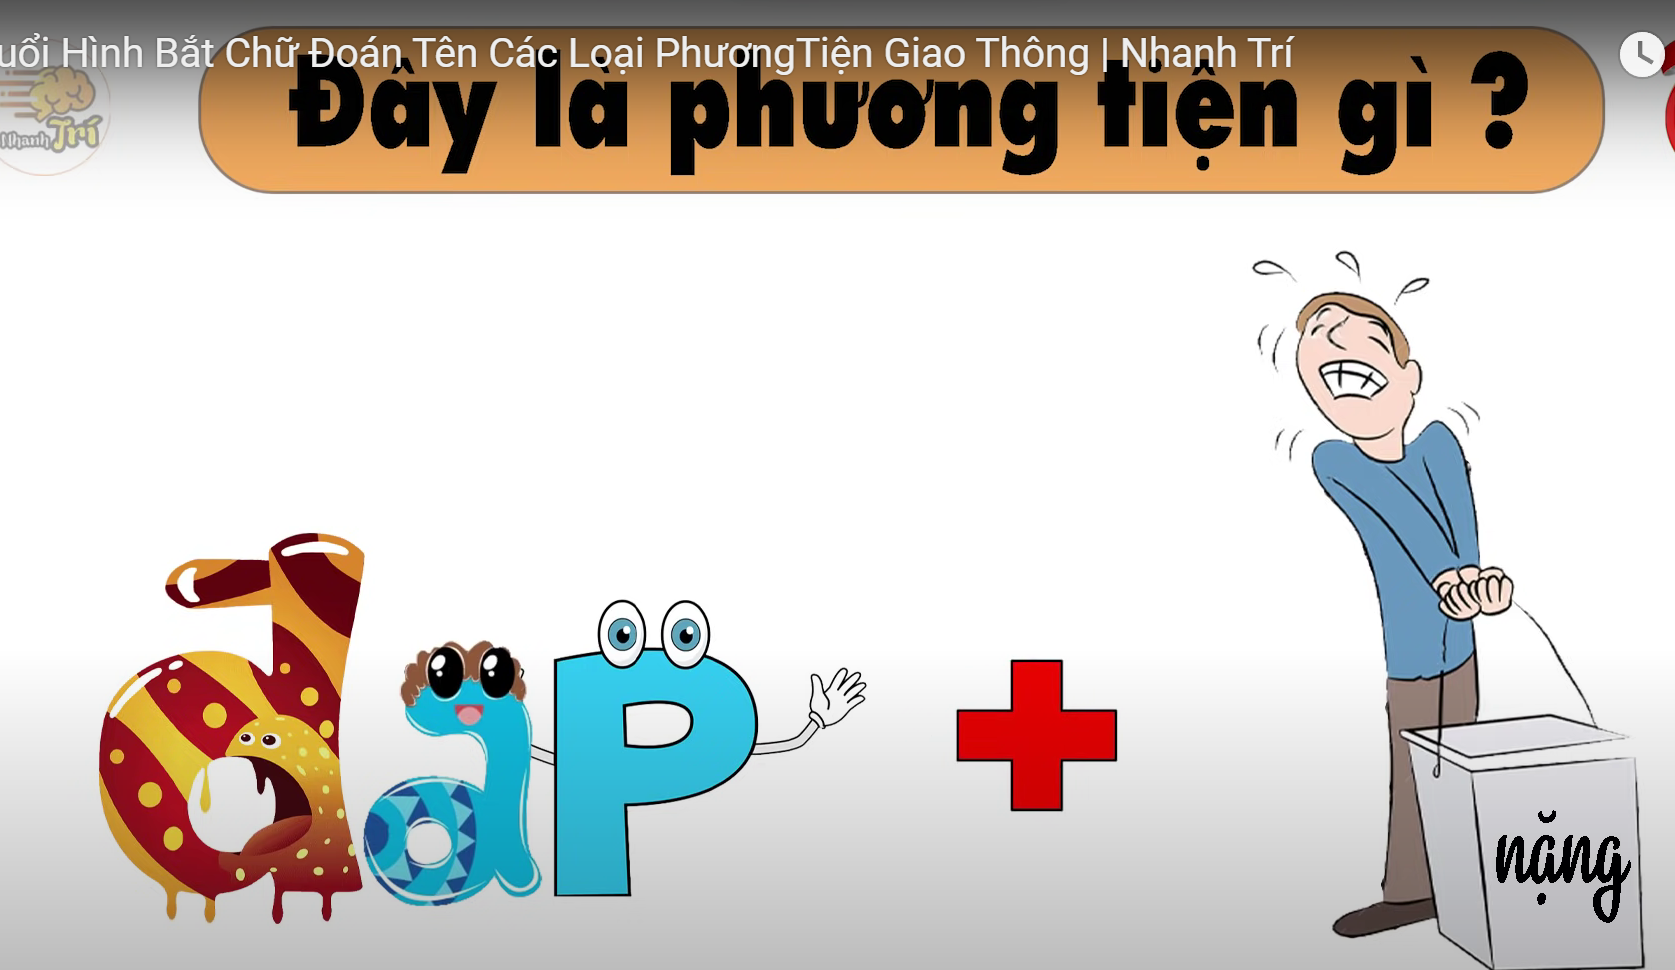 uổi Hình Bắt Chữ Đoán Tên Các Loại PhươngTiện Giao Thông | Nhanh Trí
Đây là phương tiện gì ?
Nhanh Trí
đaP
nặng